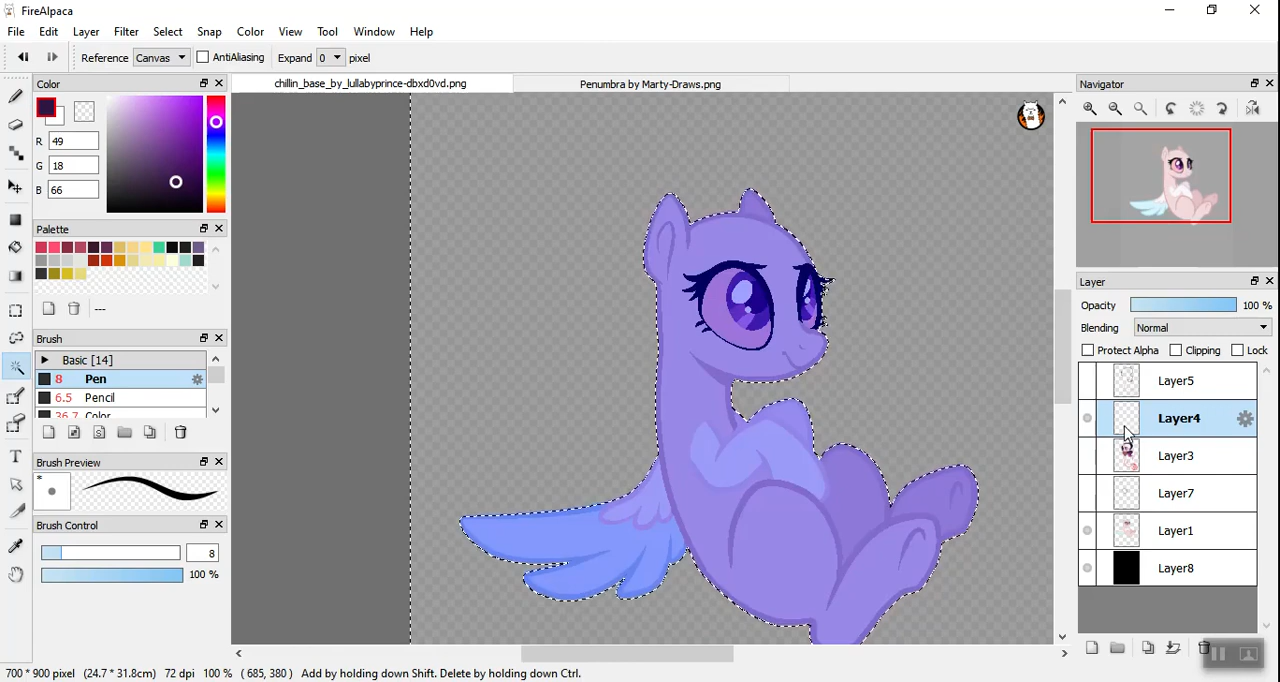 FireAlpaca
File Edit Layer Filter Select Snap Color View Tool Window Help
Reference Canvas AntiAliasing Expand 0 pixel
Color
chillin_base_by_lullabyprince-dbxd0vd.png
Penumbra by Marty-Draws.png
Navigator
R 49
G 18
B 66
Palette
---
Brush
Basic [14]
8 Pen
6.5 Pencil
36.7 Color
Brush Preview
*
Brush Control
8
100 %
Layer
Opacity 100 %
Blending Normal
Protect Alpha Clipping Lock
Layer5
Layer4
Layer3
Layer7
Layer1
Layer8
T
700 * 900 pixel (24.7 * 31.8cm) 72 dpi 100 % ( 685, 380 ) Add by holding down Shift. Delete by holding down Ctrl.